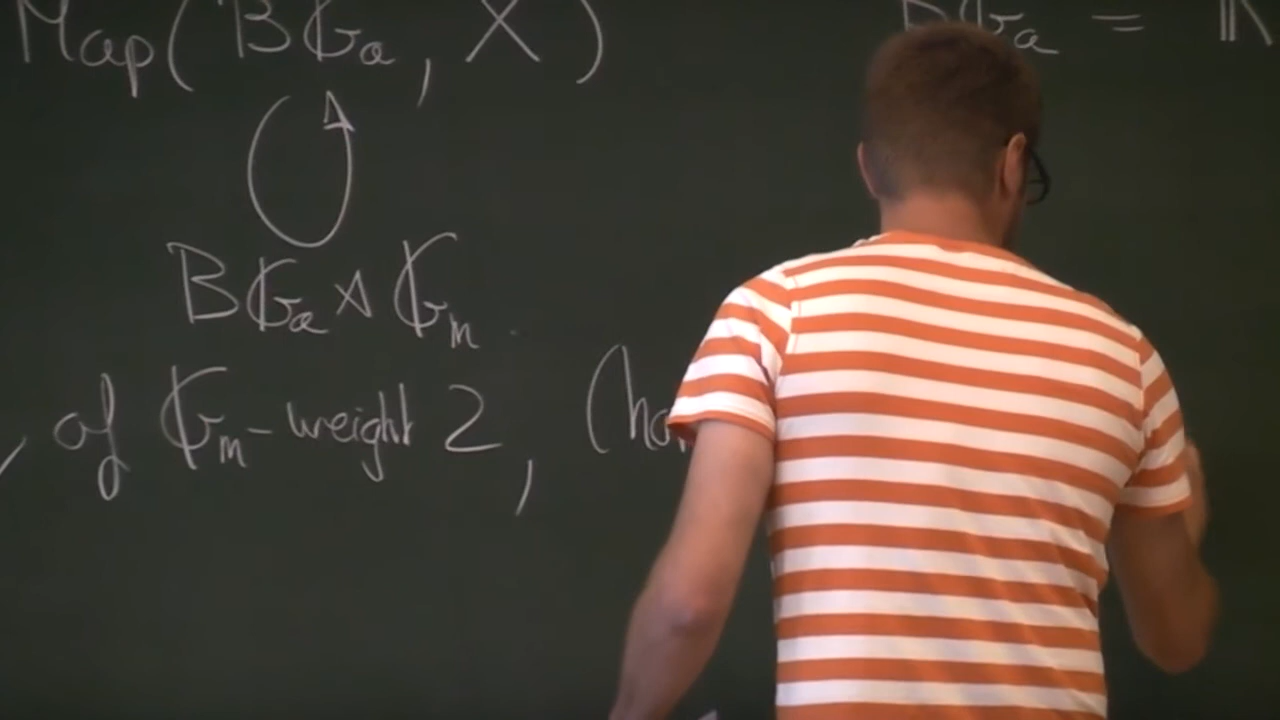 Map(B𝔾ₐ, X)
B𝔾ₐ = 𝕂
B𝔾ₐ ⋊ 𝔾ₘ.
, of 𝔾ₘ-weight 2, (